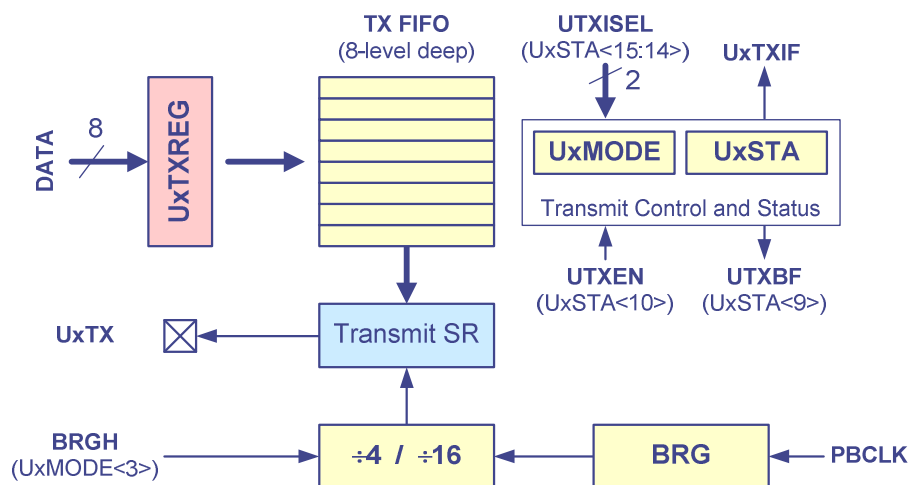 TX FIFO
(8-level deep)
UTXISEL
(UxSTA<15:14>)
2
UxTXIF
DATA
8
UxTXREG
UxMODE
UxSTA
Transmit Control and Status
UTXEN
(UxSTA<10>)
UTXBF
(UxSTA<9>)
UxTX
Transmit SR
BRGH
(UxMODE<3>)
÷4 / ÷16
BRG
PBCLK